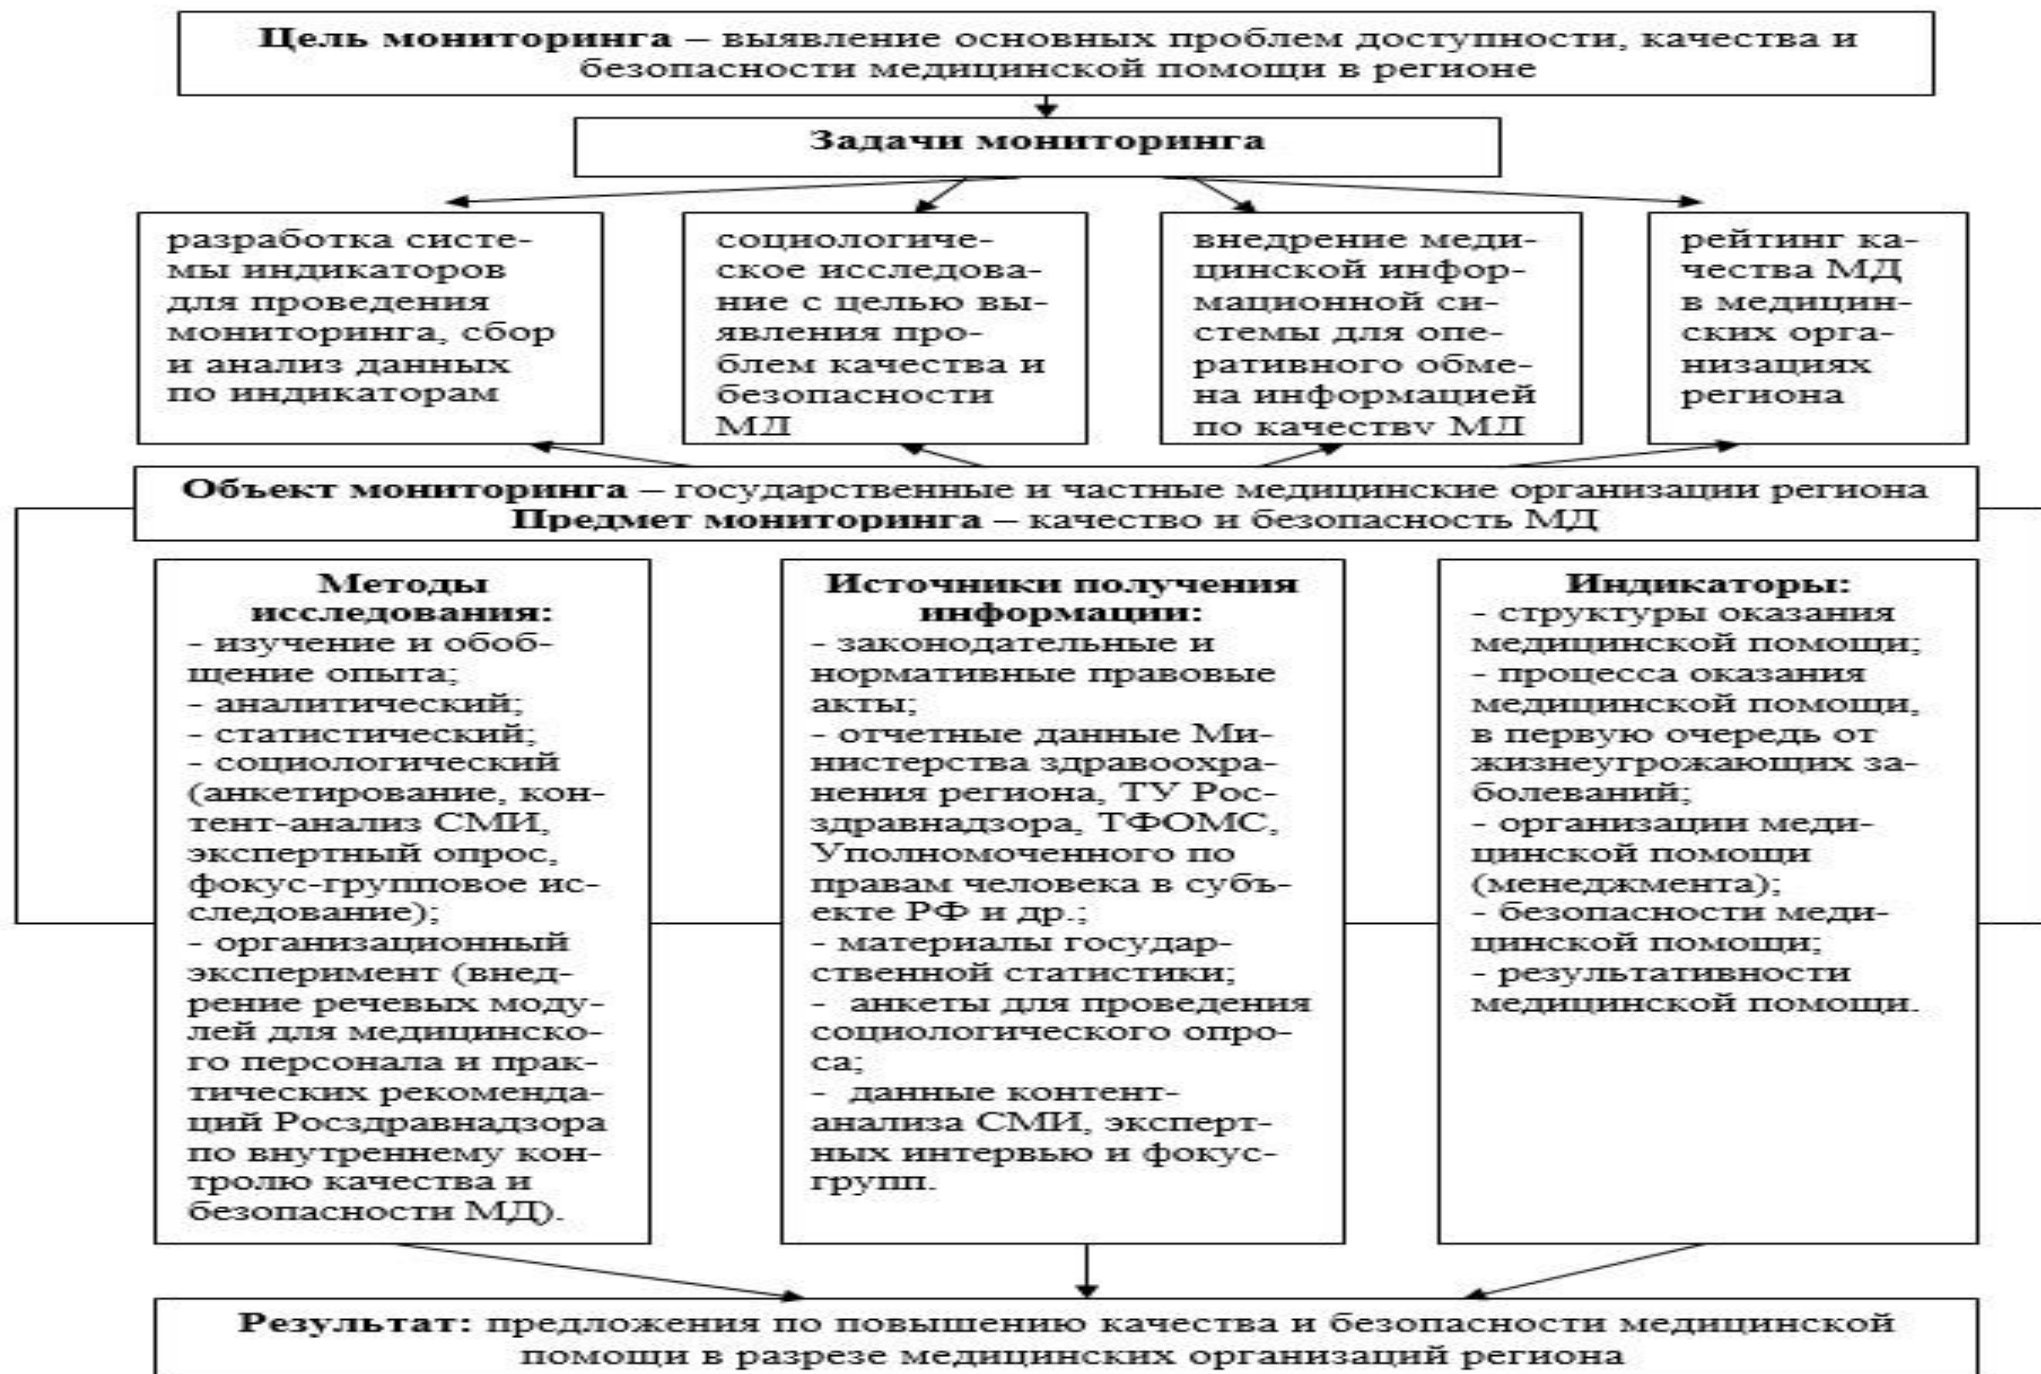 Цель мониторинга – выявление основных проблем доступности, качества и
безопасности медицинской помощи в регионе
Задачи мониторинга
разработка систе-
мы индикаторов
для проведения
мониторинга, сбор
и анализ данных
по индикаторам
социологиче-
ское исследова-
ние с целью вы-
явления про-
блем качества и
безопасности
МД
внедрение меди-
цинской инфор-
мационной си-
стемы для опе-
ративного обме-
на информацией
по качеству МД
рейтинг ка-
чества МД
в медицин-
ских орга-
низациях
региона
Объект мониторинга – государственные и частные медицинские организации региона
Предмет мониторинга – качество и безопасность МД
Методы
исследования:
- изучение и обоб-
щение опыта;
- аналитический;
- статистический;
- социологический
(анкетирование, кон-
тент-анализ СМИ,
экспертный опрос,
фокус-групповое ис-
следование);
- организационный
эксперимент (внед-
рение речевых моду-
лей для медицинско-
го персонала и прак-
тических рекоменда-
ций Росздравнадзора
по внутреннему кон-
тролю качества и
безопасности МД).
Источники получения
информации:
- законодательные и
нормативные правовые
акты;
- отчетные данные Ми-
нистерства здравоохра-
нения региона, ТУ Рос-
здравнадзора, ТФОМС,
Уполномоченного по
правам человека в субъ-
екте РФ и др.;
- материалы государ-
ственной статистики;
- анкеты для проведения
социологического опро-
са;
- данные контент-
анализа СМИ, эксперт-
ных интервью и фокус-
групп.
Индикаторы:
- структуры оказания
медицинской помощи;
- процесса оказания
медицинской помощи,
в первую очередь от
жизнеугрожающих за-
болеваний;
- организации меди-
цинской помощи
(менеджмента);
- безопасности меди-
цинской помощи;
- результативности
медицинской помощи.
Результат: предложения по повышению качества и безопасности медицинской
помощи в разрезе медицинских организаций региона